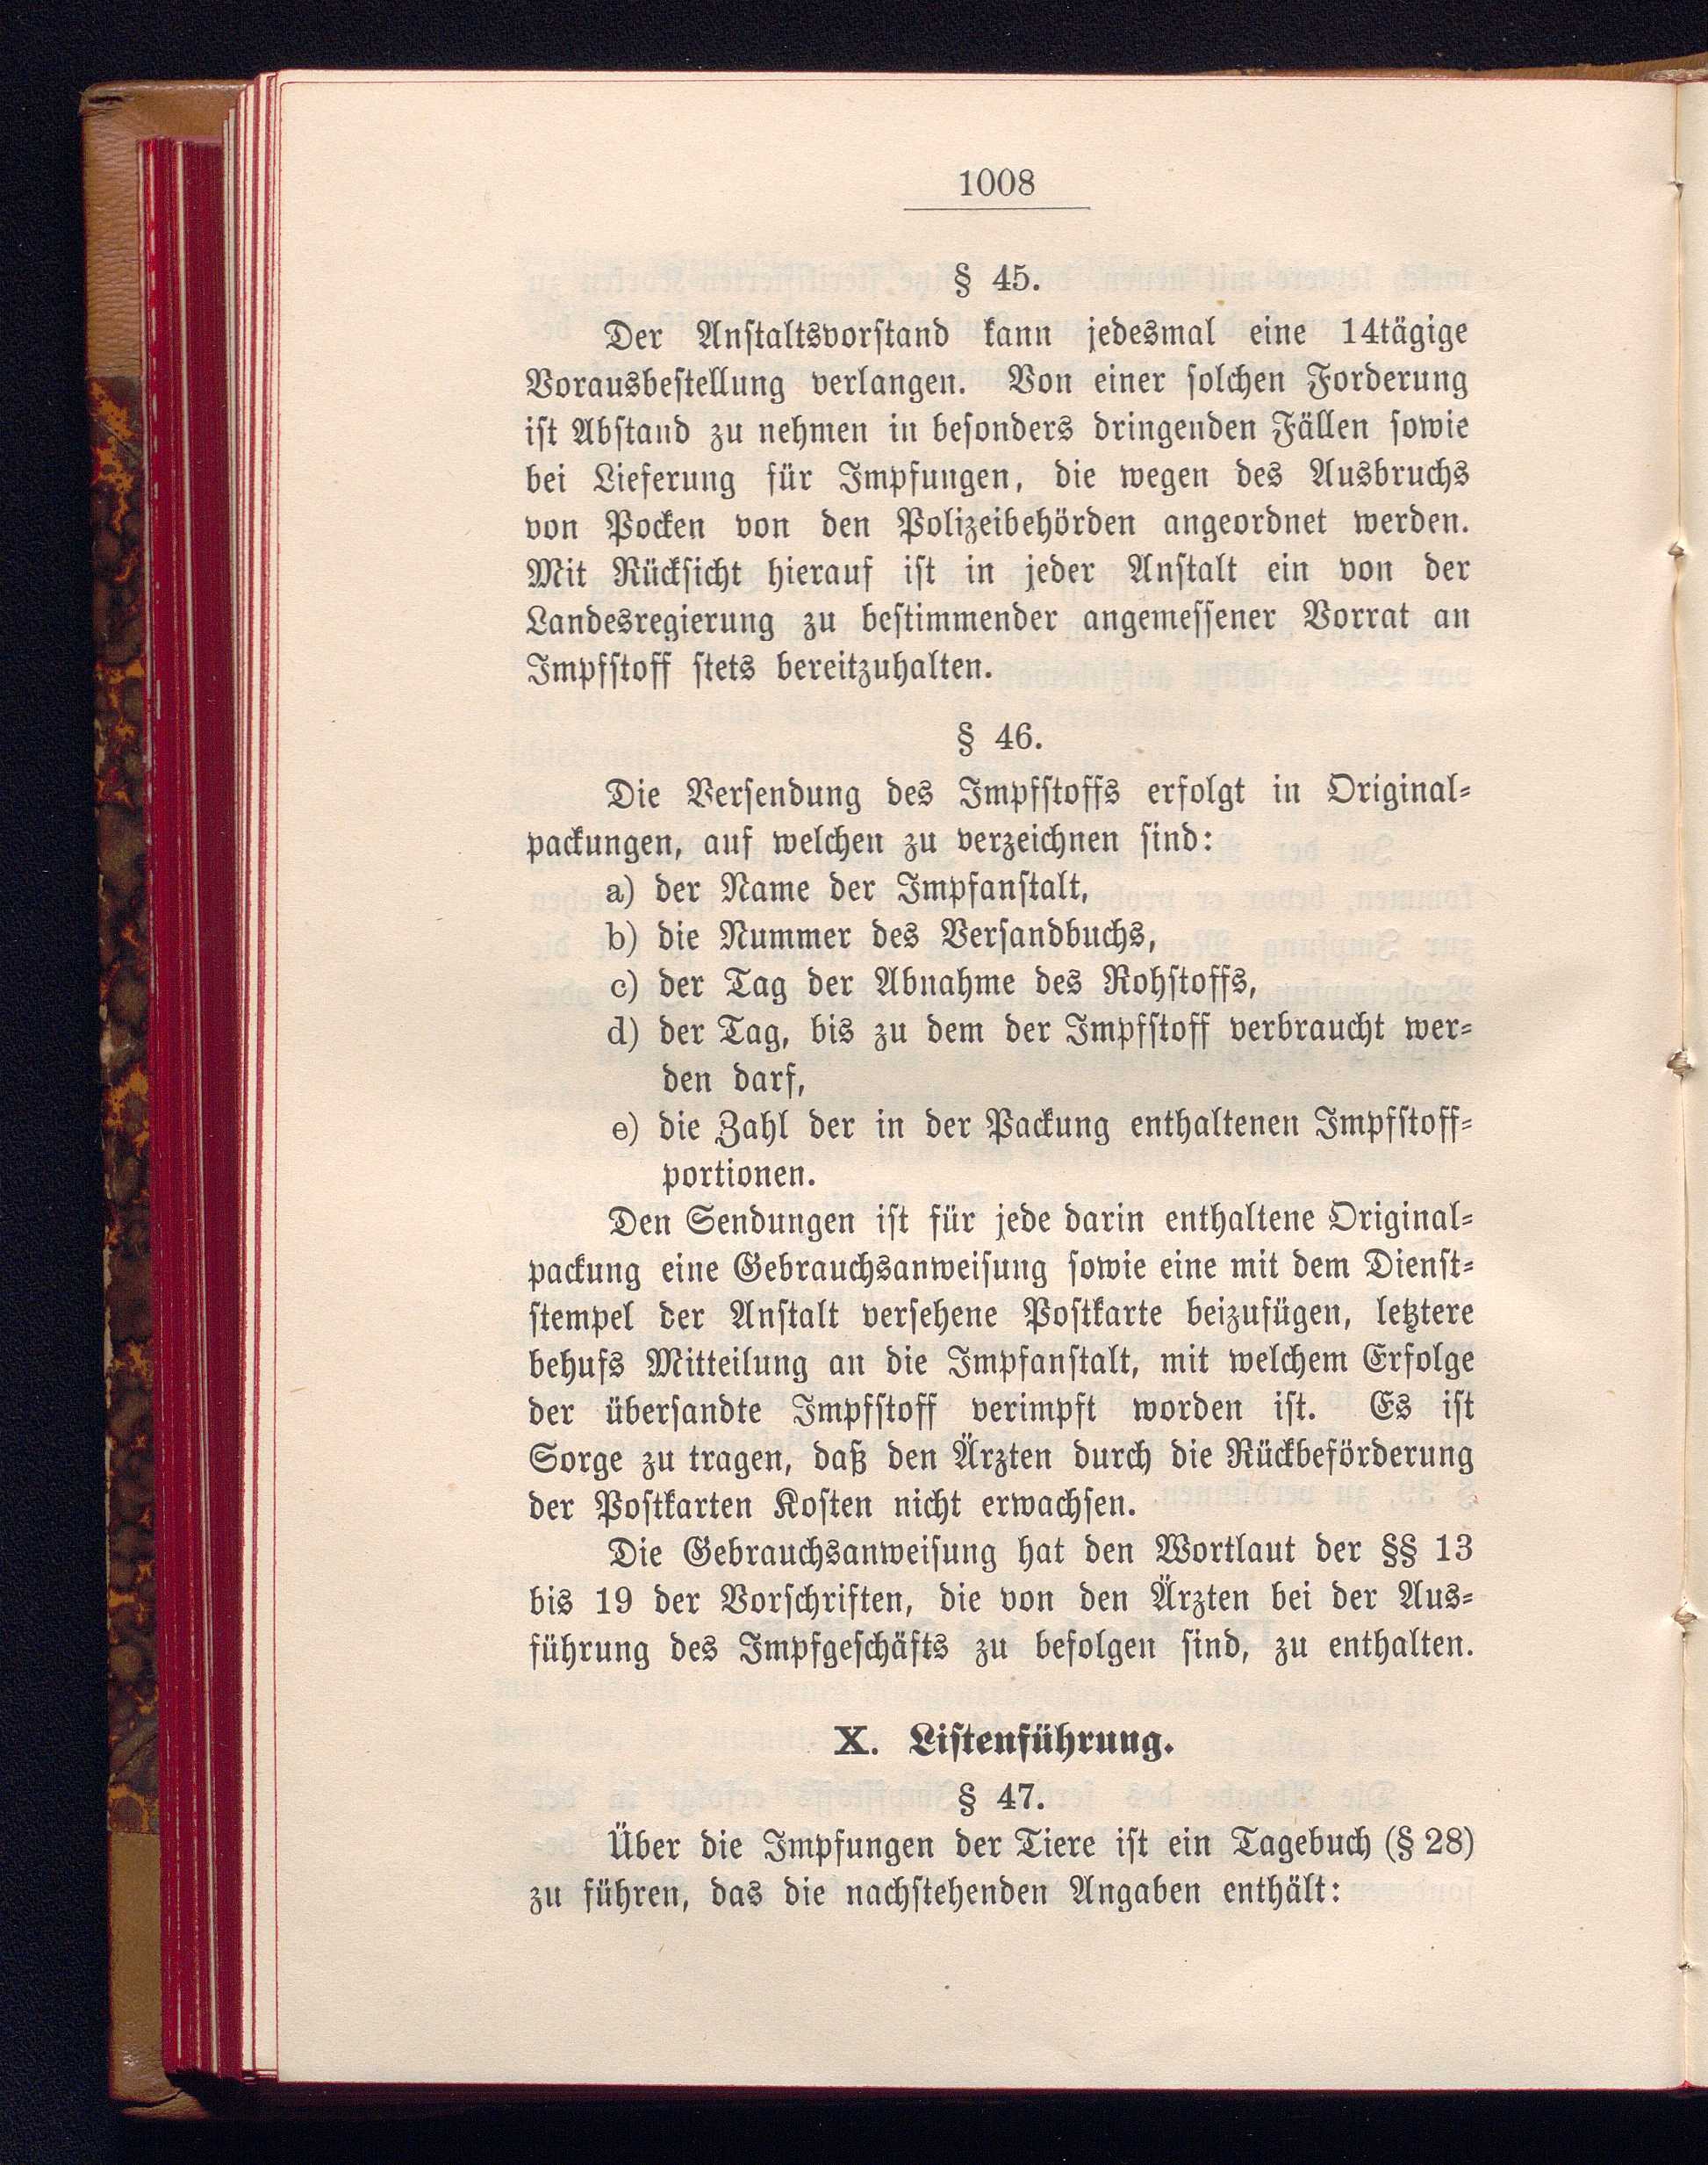 1008
§ 45.
Der Anstaltsvorstand kann jedesmal eine 14tägige
Vorausbestellung verlangen. Von einer solchen Forderung
ist Abstand zu nehmen in besonders dringenden Fällen sowie
bei Lieferung für Impfungen, die wegen des Ausbruchs
von Pocken von den Polizeibehörden angeordnet werden.
Mit Rücksicht hierauf ist in jeder Anstalt ein von der
Landesregierung zu bestimmender angemessener Vorrat an
Impfstoff stets bereitzuhalten.
§ 46.
Die Versendung des Impfstoffs erfolgt in Original-
packungen, auf welchen zu verzeichnen sind:
a) der Name der Impfanstalt,
b) die Nummer des Versandbuchs,
c) der Tag der Abnahme des Rohstoffs,
d) der Tag, bis zu dem der Impfstoff verbraucht wer-
den darf,
e) die Zahl der in der Packung enthaltenen Impfstoff-
portionen.
Den Sendungen ist für jede darin enthaltene Original-
packung eine Gebrauchsanweisung sowie eine mit dem Dienst-
stempel der Anstalt versehene Postkarte beizufügen, letztere
behufs Mitteilung an die Impfanstalt, mit welchem Erfolge
der übersandte Impfstoff verimpft worden ist. Es ist
Sorge zu tragen, daß den Ärzten durch die Rückbeförderung
der Postkarten Kosten nicht erwachsen.
Die Gebrauchsanweisung hat den Wortlaut der §§ 13
bis 19 der Vorschriften, die von den Ärzten bei der Aus-
führung des Impfgeschäfts zu befolgen sind, zu enthalten.
X. Listenführung.
§ 47.
Über die Impfungen der Tiere ist ein Tagebuch (§ 28)
zu führen, das die nachstehenden Angaben enthält: